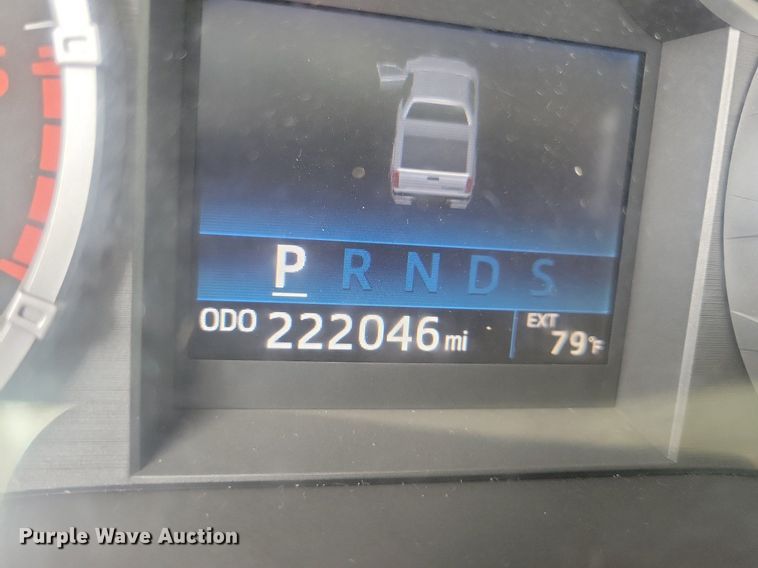 P R N D S
ODO 222046 mi EXT 79°F
Purple Wave Auction